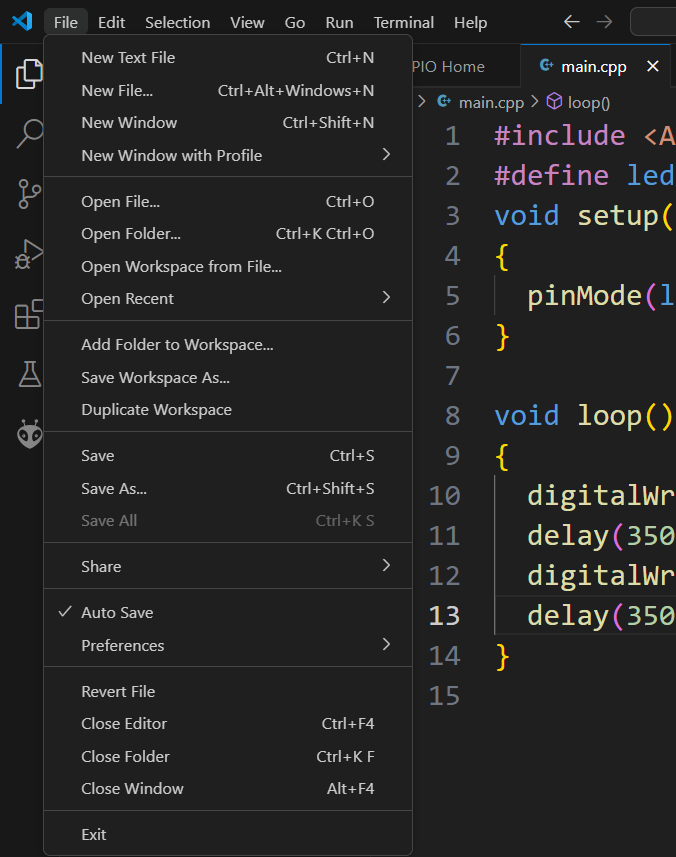 File Edit Selection View Go Run Terminal Help
New Text File Ctrl+N
New File... Ctrl+Alt+Windows+N
New Window Ctrl+Shift+N
New Window with Profile
Open File... Ctrl+O
Open Folder... Ctrl+K Ctrl+O
Open Workspace from File...
Open Recent
Add Folder to Workspace...
Save Workspace As...
Duplicate Workspace
Save Ctrl+S
Save As... Ctrl+Shift+S
Save All Ctrl+K S
Share
Auto Save
Preferences
Revert File
Close Editor Ctrl+F4
Close Folder Ctrl+K F
Close Window Alt+F4
Exit
PIO Home main.cpp
main.cpp > loop()
1 #include <A
2 #define led
3 void setup(
4 {
5 pinMode(l
6 }
7
8 void loop()
9 {
10 digitalWr
11 delay(350
12 digitalWr
13 delay(350
14 }
15